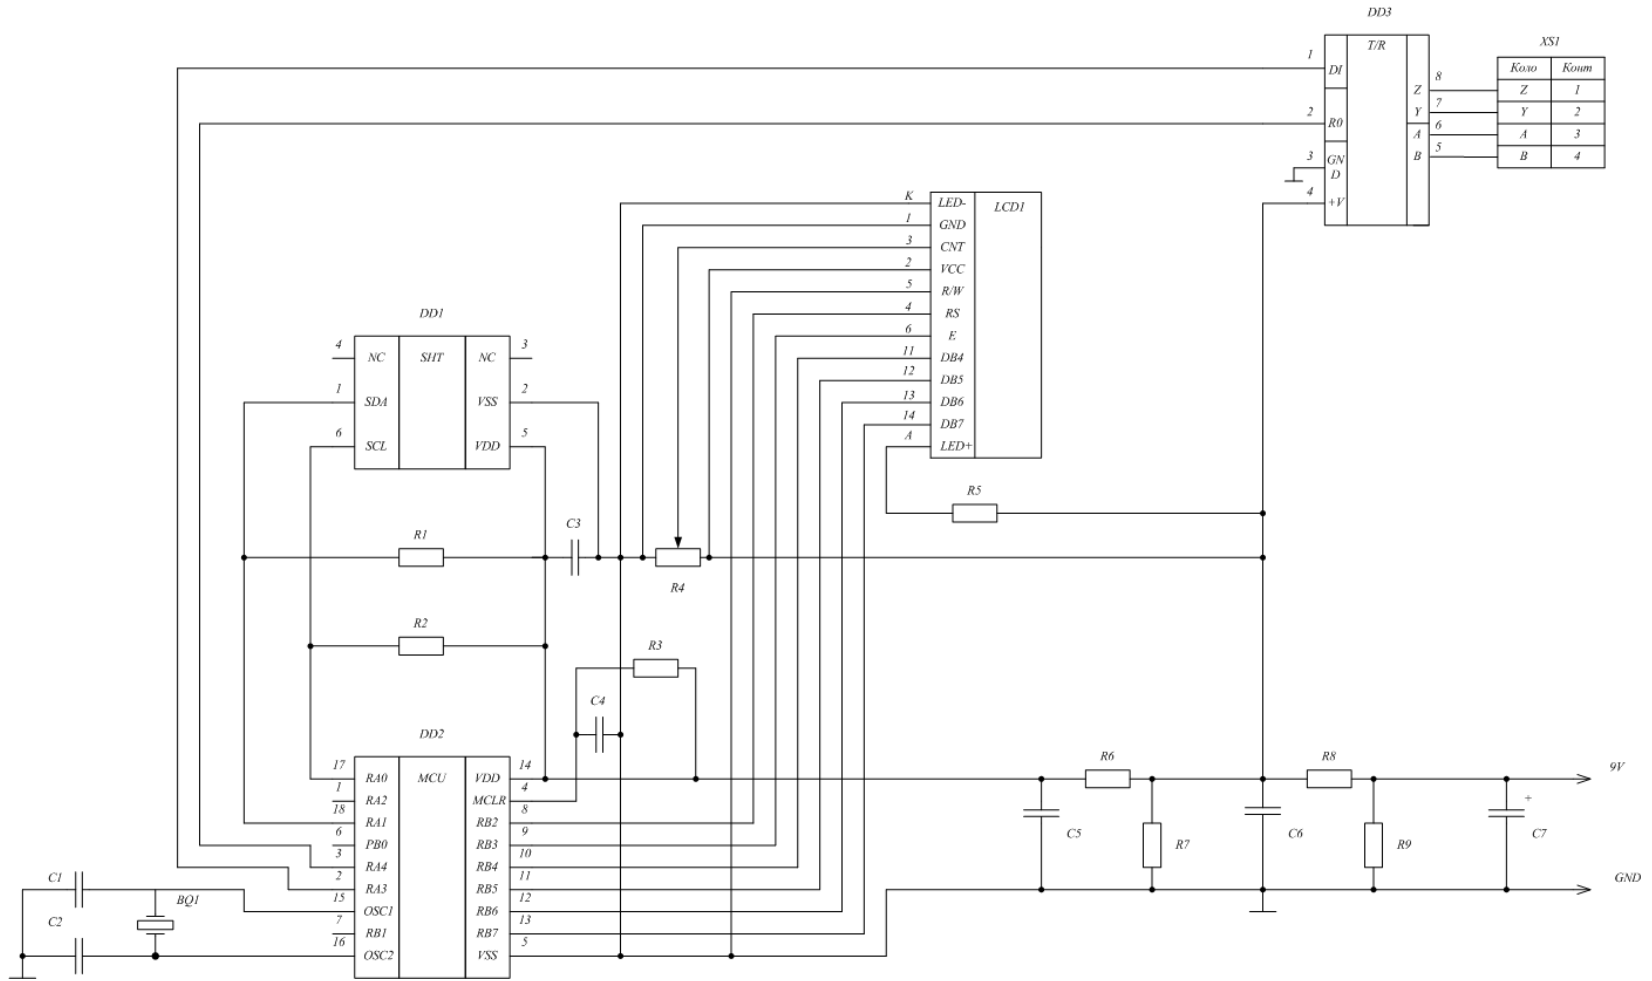 DD3
XS1
1 DI T/R
Коло Конт
8 Z Z 1
7 Y Y 2
2 R0
6 A A 3
5 B B 4
3 GN
D
4 +V
K LED- LCD1
1 GND
3 CNT
2 VCC
5 R/W
4 RS
6 E
11 DB4
12 DB5
13 DB6
14 DB7
A LED+
DD1
4 NC SHT NC 3
1 SDA VSS 2
6 SCL VDD 5
R5
C3
R1
R4
R2
R3
C4
DD2
17 RA0 MCU VDD 14
1 RA2 MCLR 4
18 RA1 RB2 8
6 PB0 RB3 9
3 RA4 RB4 10
2 RA3 RB5 11
15 OSC1 RB6 12
7 RB1 RB7 13
16 OSC2 VSS 5
R6
R8
9V
C5
R7
C6
R9
+
C7
GND
C1
BQ1
C2